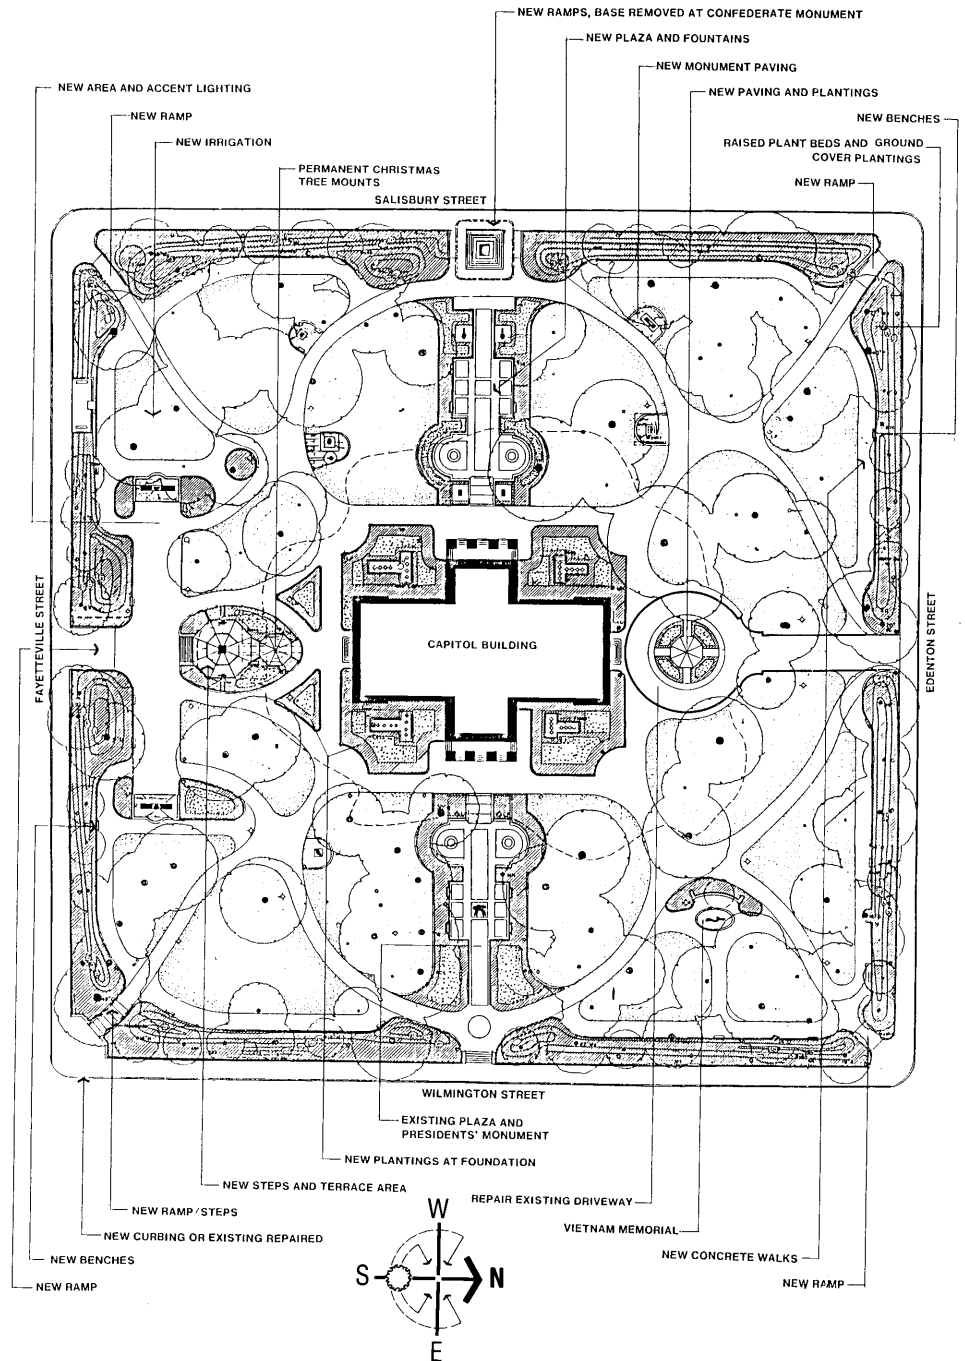 NEW RAMPS, BASE REMOVED AT CONFEDERATE MONUMENT
NEW PLAZA AND FOUNTAINS
NEW MONUMENT PAVING
NEW AREA AND ACCENT LIGHTING
NEW PAVING AND PLANTINGS
NEW RAMP
NEW BENCHES
NEW IRRIGATION
RAISED PLANT BEDS AND GROUND
COVER PLANTINGS
PERMANENT CHRISTMAS
TREE MOUNTS
NEW RAMP
SALISBURY STREET
FAYETTEVILLE STREET
CAPITOL BUILDING
EDENTON STREET
WILMINGTON STREET
EXISTING PLAZA AND
PRESIDENTS' MONUMENT
NEW PLANTINGS AT FOUNDATION
NEW STEPS AND TERRACE AREA
REPAIR EXISTING DRIVEWAY
NEW RAMP/STEPS
VIETNAM MEMORIAL
NEW CURBING OR EXISTING REPAIRED
NEW CONCRETE WALKS
NEW BENCHES
NEW RAMP
NEW RAMP
W
S
N
E